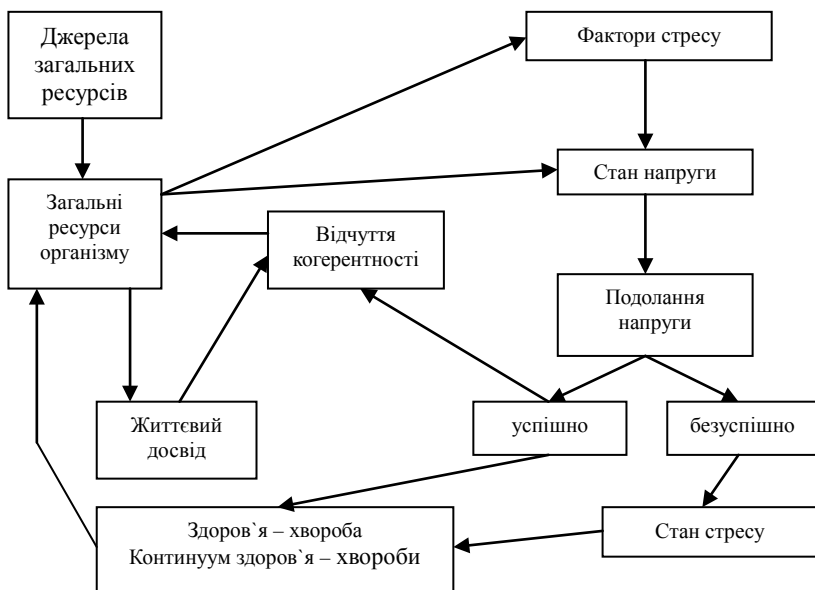 Джерела
загальних
ресурсів
Фактори стресу
Стан напруги
Загальні
ресурси
організму
Відчуття
когерентності
Подолання
напруги
Життєвий
досвід
успішно
безуспішно
Здоров`я – хвороба
Континуум здоров`я – хвороби
Стан стресу